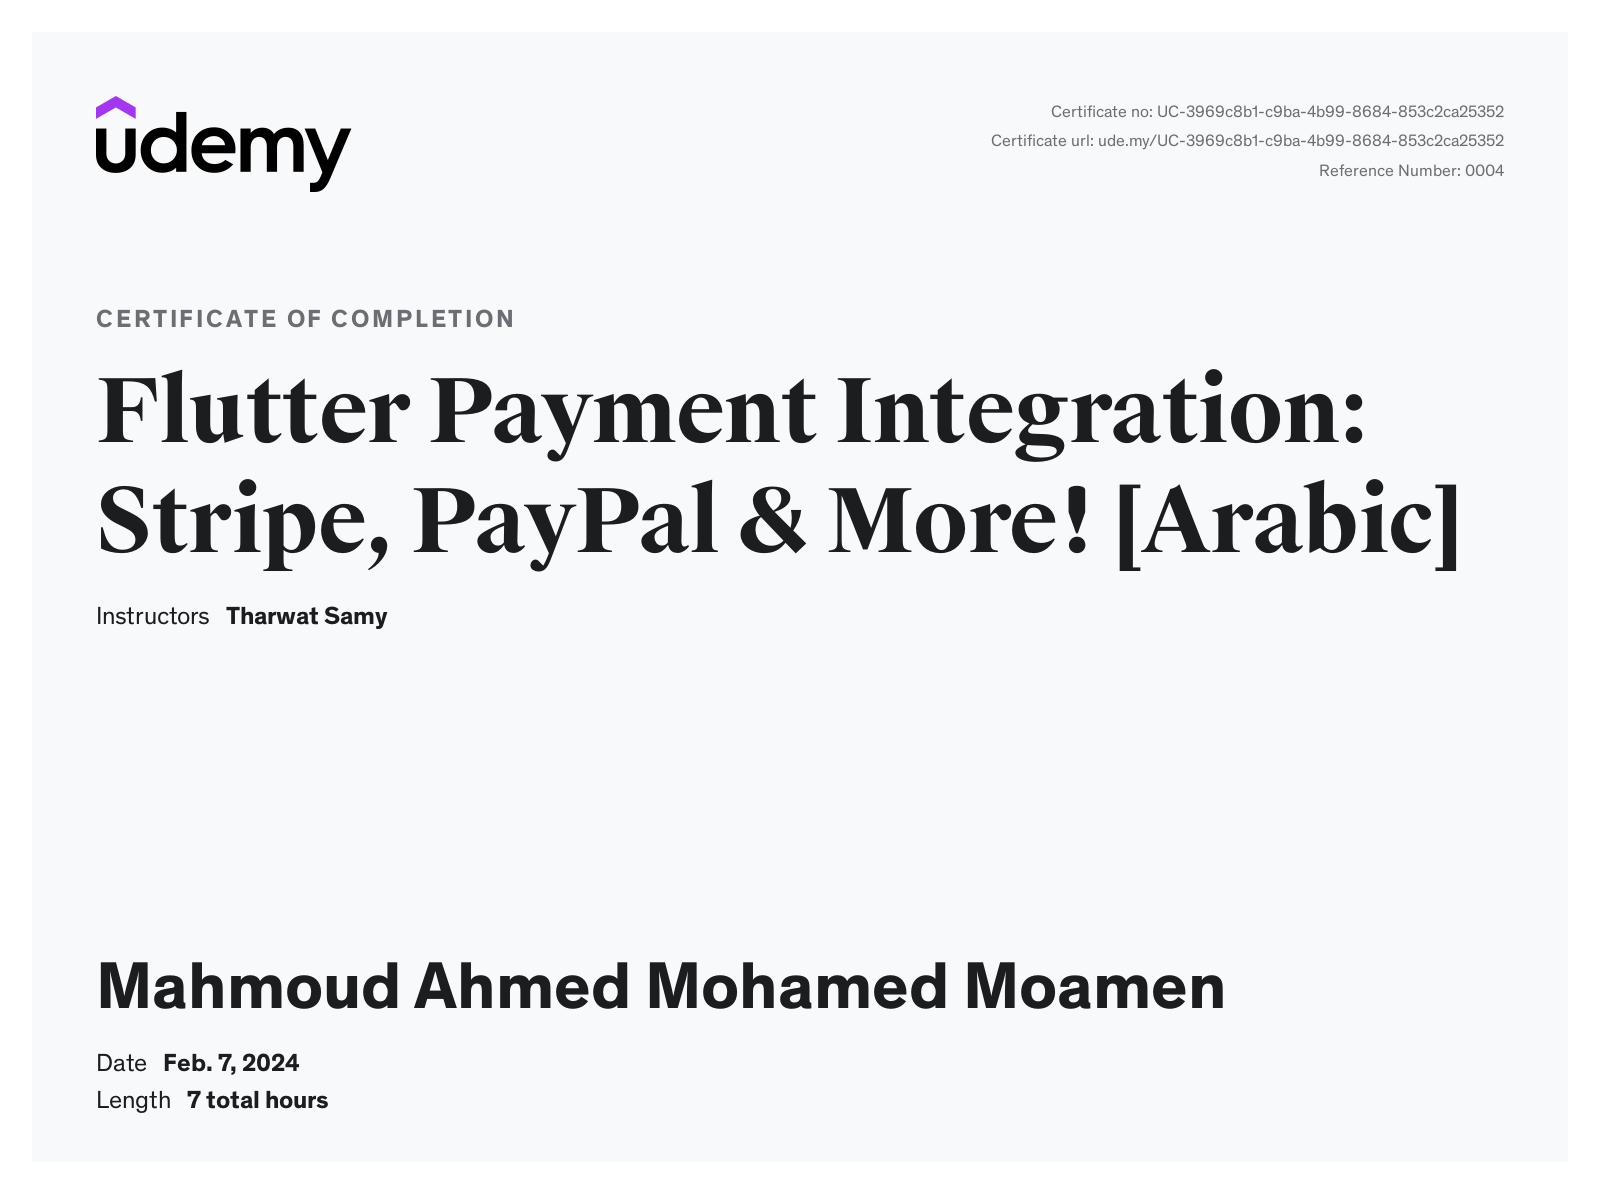 udemy
Certificate no: UC-3969c8b1-c9ba-4b99-8684-853c2ca25352
Certificate url: ude.my/UC-3969c8b1-c9ba-4b99-8684-853c2ca25352
Reference Number: 0004
CERTIFICATE OF COMPLETION
Flutter Payment Integration:
Stripe, PayPal & More! [Arabic]
Instructors Tharwat Samy
Mahmoud Ahmed Mohamed Moamen
Date Feb. 7, 2024
Length 7 total hours